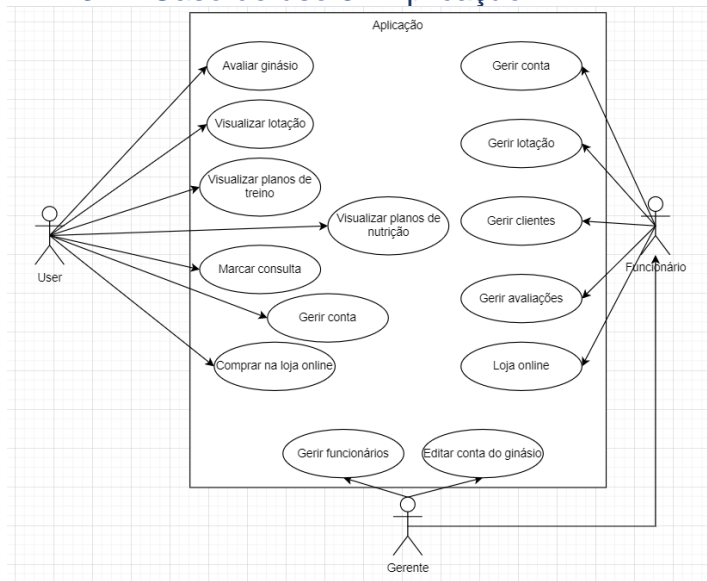 Aplicação
Avaliar ginásio
Gerir conta
Visualizar lotação
Gerir lotação
Visualizar planos de
treino
Visualizar planos de
nutrição
Gerir clientes
User
Funcionário
Marcar consulta
Gerir avaliações
Gerir conta
Comprar na loja online
Loja online
Gerir funcionários
Editar conta do ginásio
Gerente